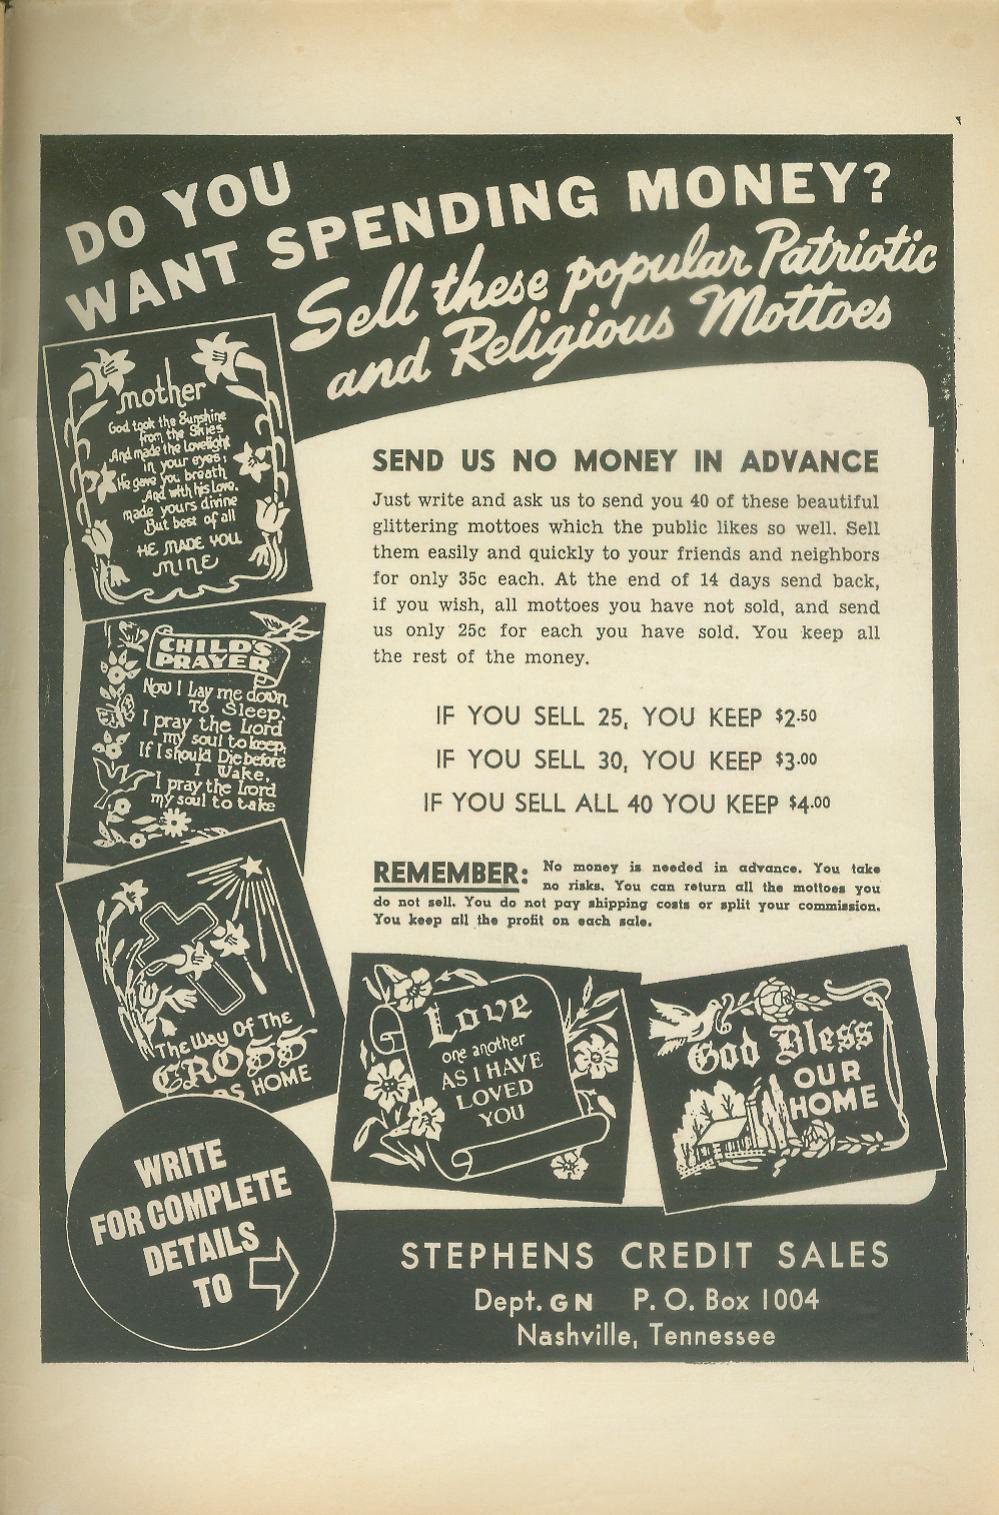 DO YOU
WANT SPENDING MONEY?
Sell these popular Patriotic
and Religious Mottoes
mother
God took the Sunshine
from the Skies
And made the Lovelight
in your eyes;
He gave you breath
And with his Love.
made yours divine
But best of all
HE MADE YOU
MINE
CHILD'S
PRAYER
Now I Lay me down
To Sleep,
I pray the Lord
my soul to keep,
If I should Die before
I Wake,
I pray the Lord
my soul to take
The Way Of The
CROSS
HOME
SEND US NO MONEY IN ADVANCE
Just write and ask us to send you 40 of these beautiful
glittering mottoes which the public likes so well. Sell
them easily and quickly to your friends and neighbors
for only 35c each. At the end of 14 days send back,
if you wish, all mottoes you have not sold, and send
us only 25c for each you have sold. You keep all
the rest of the money.
IF YOU SELL 25, YOU KEEP $2.50
IF YOU SELL 30, YOU KEEP $3.00
IF YOU SELL ALL 40 YOU KEEP $4.00
REMEMBER: No money is needed in advance. You take
no risks. You can return all the mottoes you
do not sell. You do not pay shipping costs or split your commission.
You keep all the profit on each sale.
Love
one another
AS I HAVE
LOVED
YOU
God Bless
OUR
HOME
WRITE
FOR COMPLETE
DETAILS
TO
STEPHENS CREDIT SALES
Dept. GN P. O. Box 1004
Nashville, Tennessee